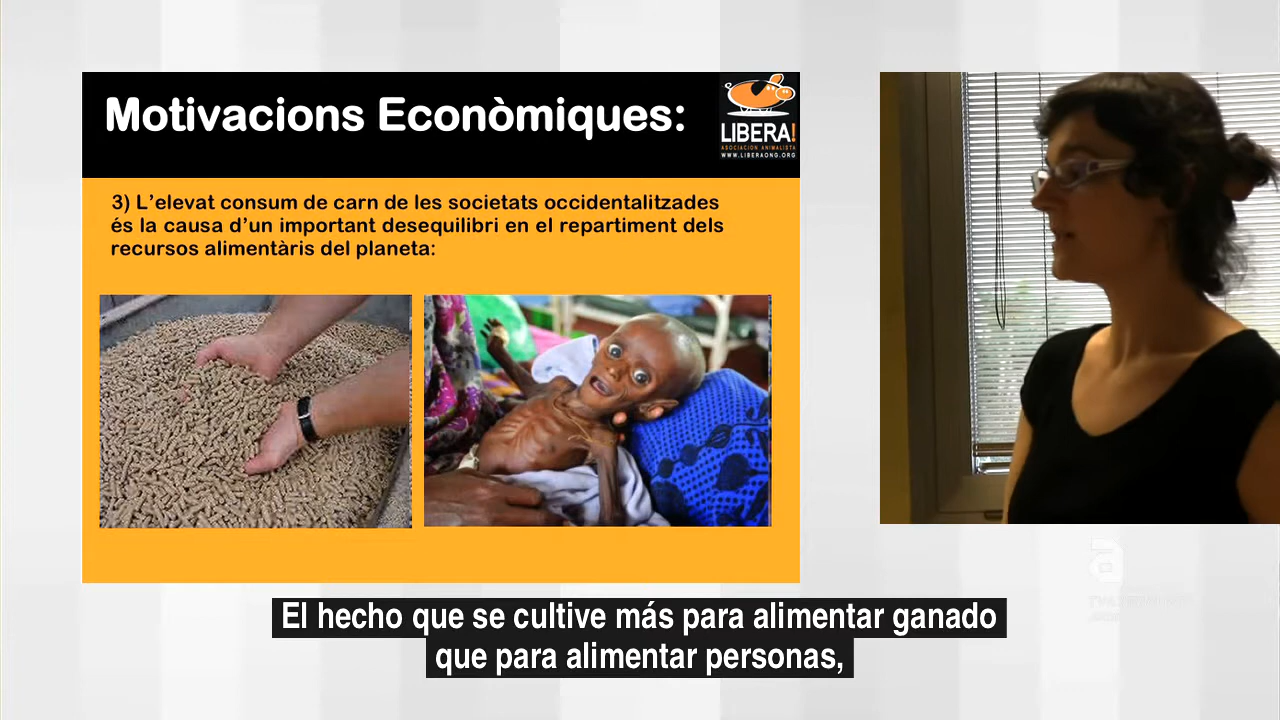 Motivacions Econòmiques:
LIBERA!
ASOCIACION ANIMALISTA
WWW.LIBERAONG.ORG
3) L’elevat consum de carn de les societats occidentalitzades
és la causa d’un important desequilibri en el repartiment dels
recursos alimentàris del planeta:
El hecho que se cultive más para alimentar ganado
que para alimentar personas,